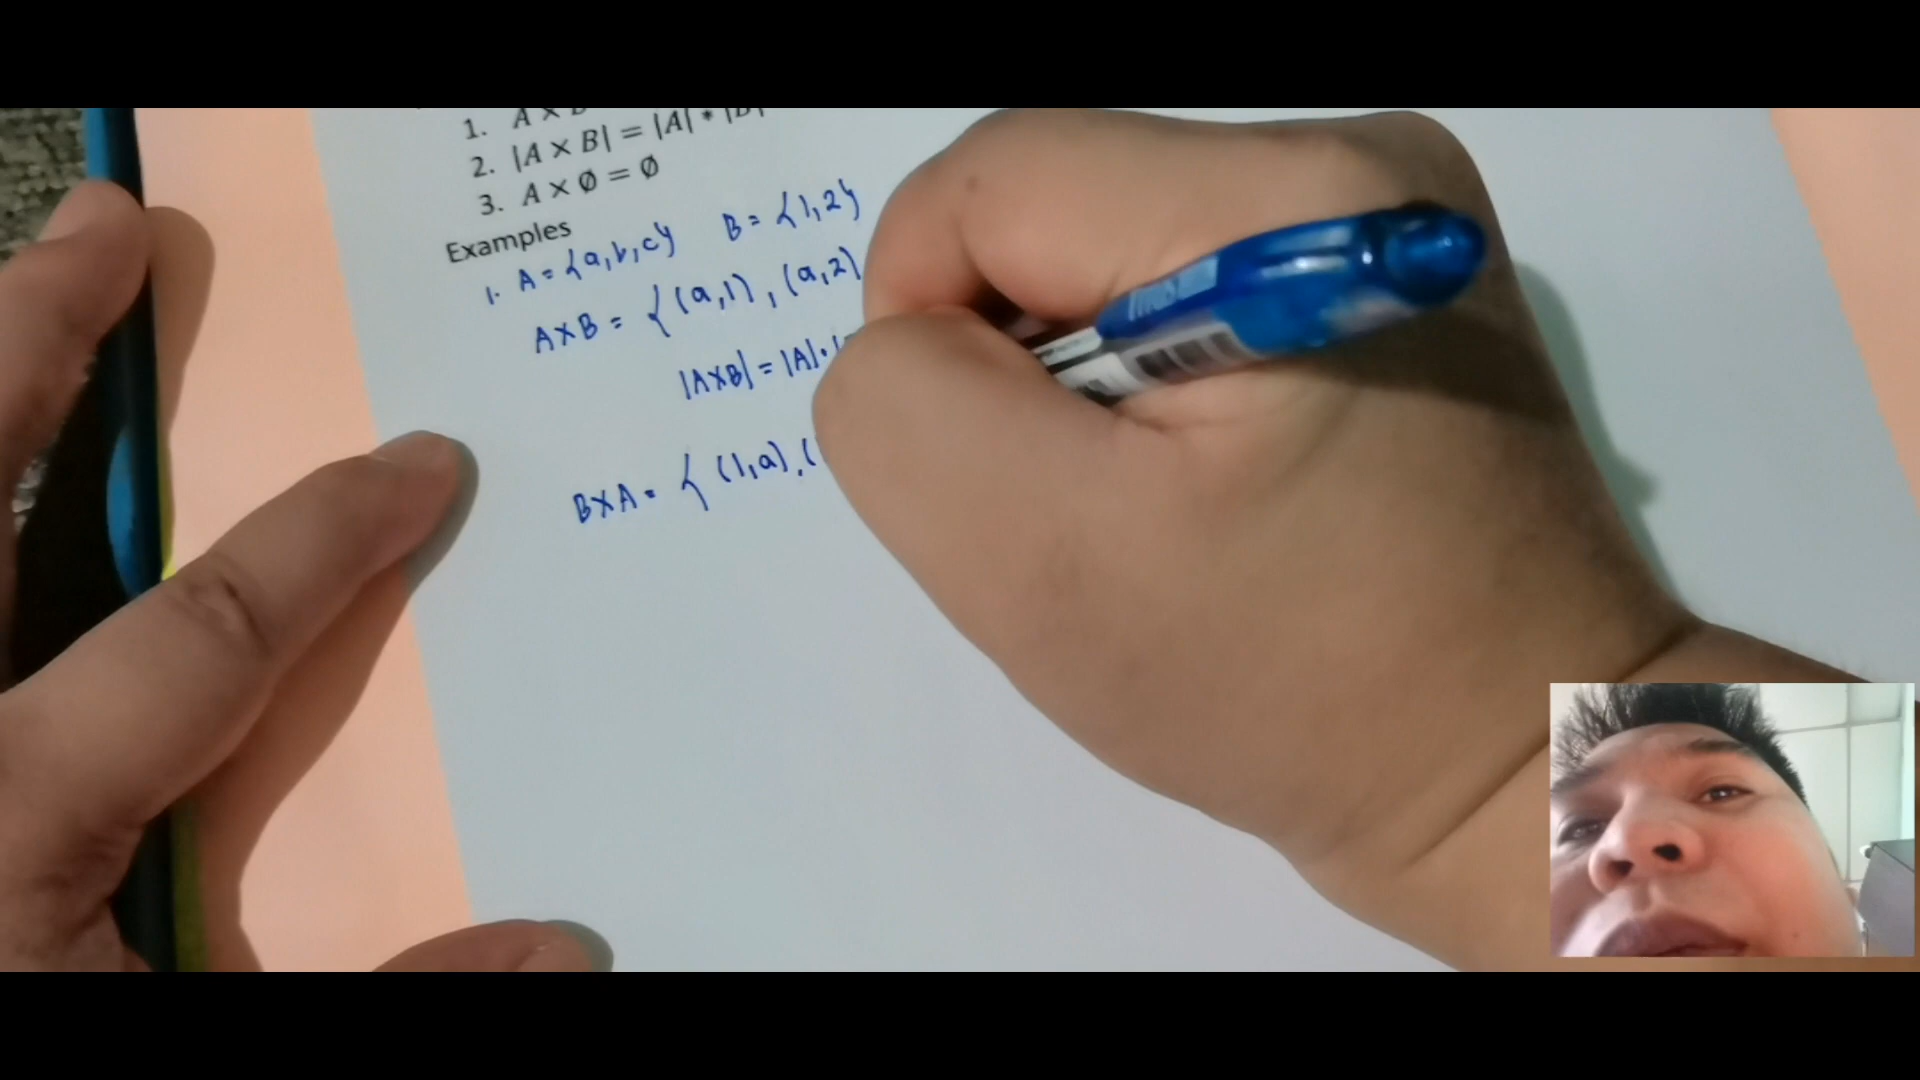 1. A ×
2. |A × B| = |A| * |B|
3. A × ∅ = ∅
Examples
1. A = {a, b, c} B = {1, 2}
A×B = { (a,1), (a,2)
|A×B| = |A| ·
B×A = { (1,a), (